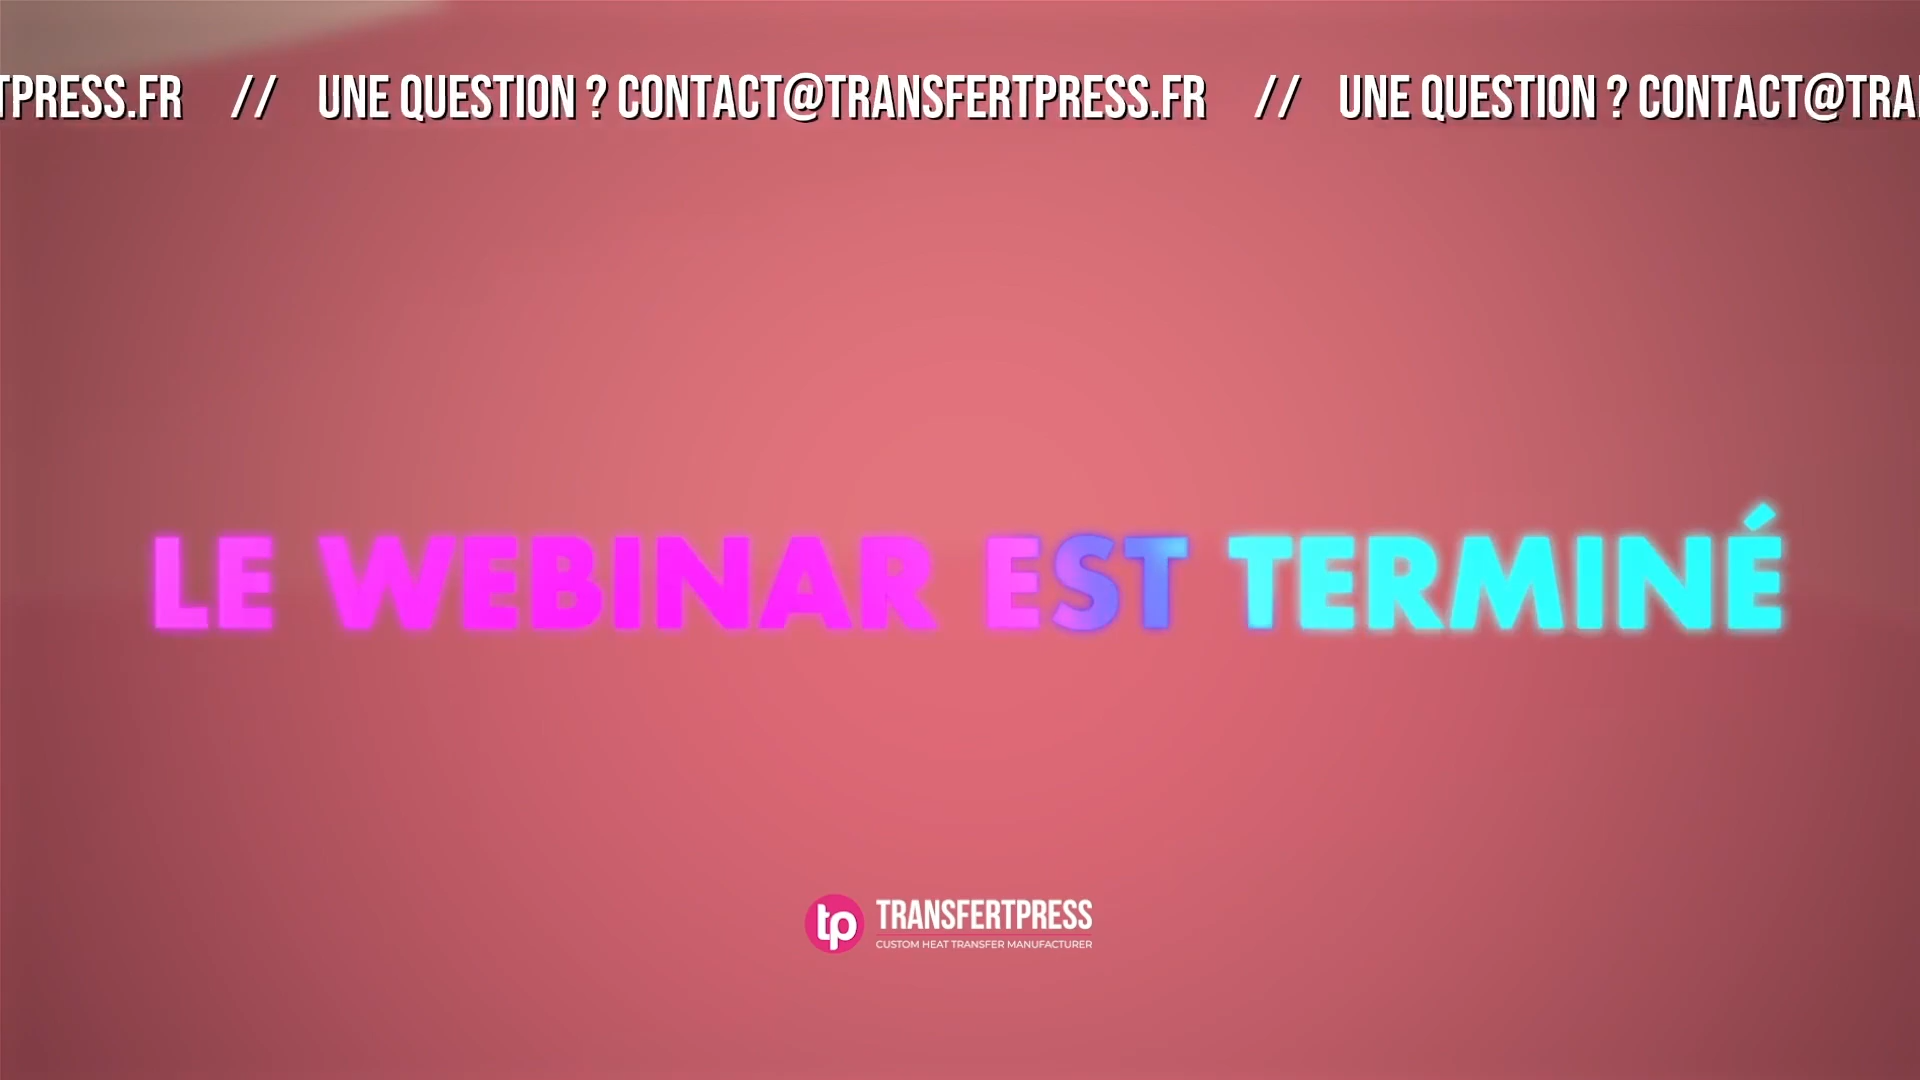 TPRESS.FR // UNE QUESTION ? CONTACT@TRANSFERTPRESS.FR // UNE QUESTION ? CONTACT@TRA
LE WEBINAR EST TERMINÉ
tp TRANSFERTPRESS
CUSTOM HEAT TRANSFER MANUFACTURER